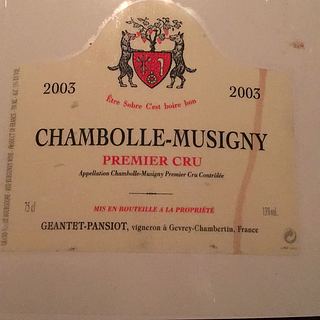 2003
2003
Être Sobre C'est boire bon
CHAMBOLLE-MUSIGNY
PREMIER CRU
Appellation Chambolle-Musigny Premier Cru Contrôlée
MIS EN BOUTEILLE A LA PROPRIÉTÉ
75 cl
GEANTET-PANSIOT, vigneron à Gevrey-Chambertin, France
13% vol.